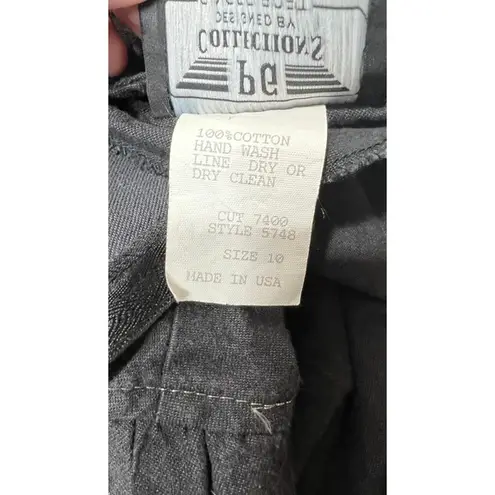 PG
COLLECTIONS
DESIGNED BY
100%COTTON
HAND WASH
LINE DRY OR
DRY CLEAN
CUT 7400
STYLE 5748
SIZE 10
MADE IN USA